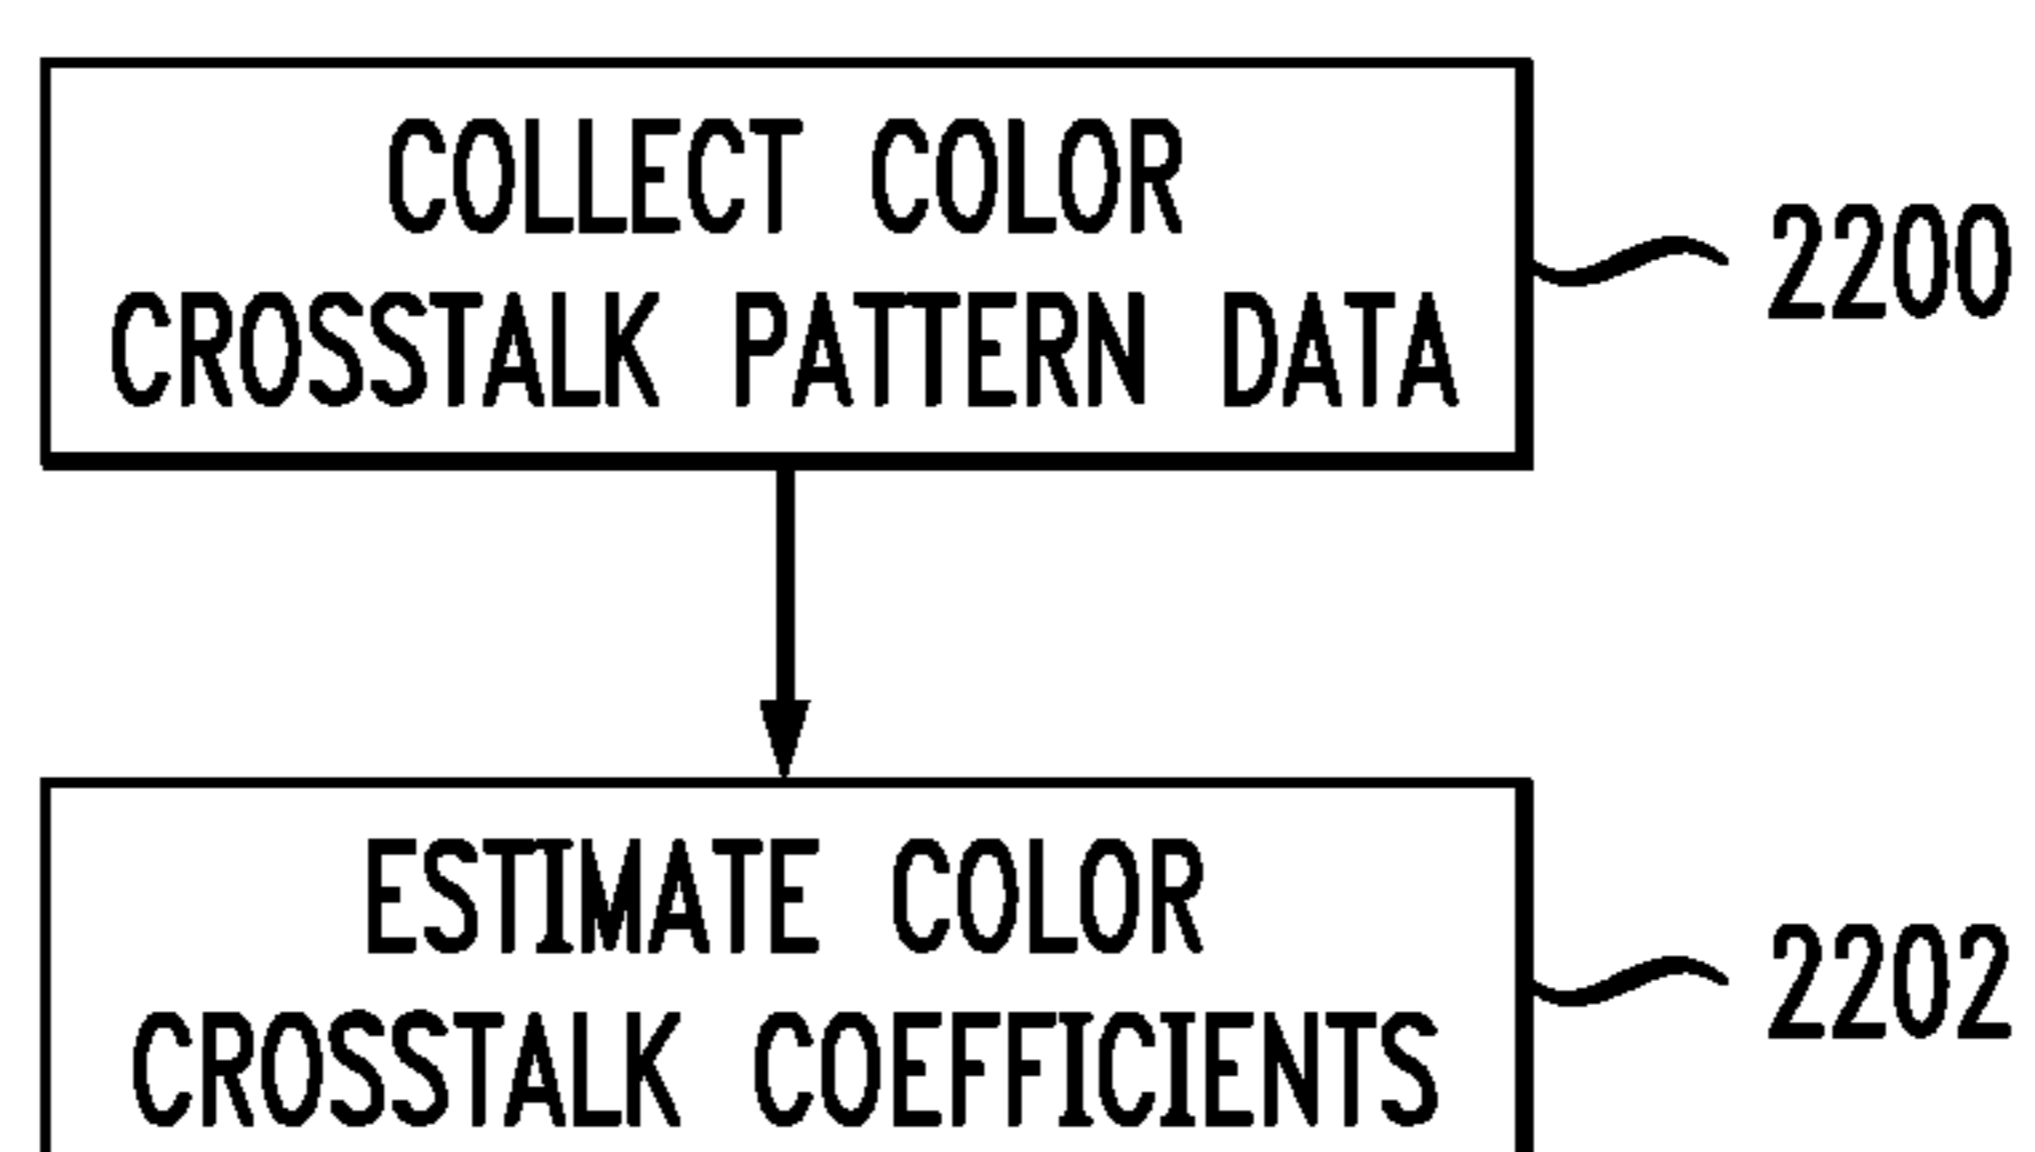 COLLECT COLOR
CROSSTALK PATTERN DATA
2200
ESTIMATE COLOR
CROSSTALK COEFFICIENTS
2202